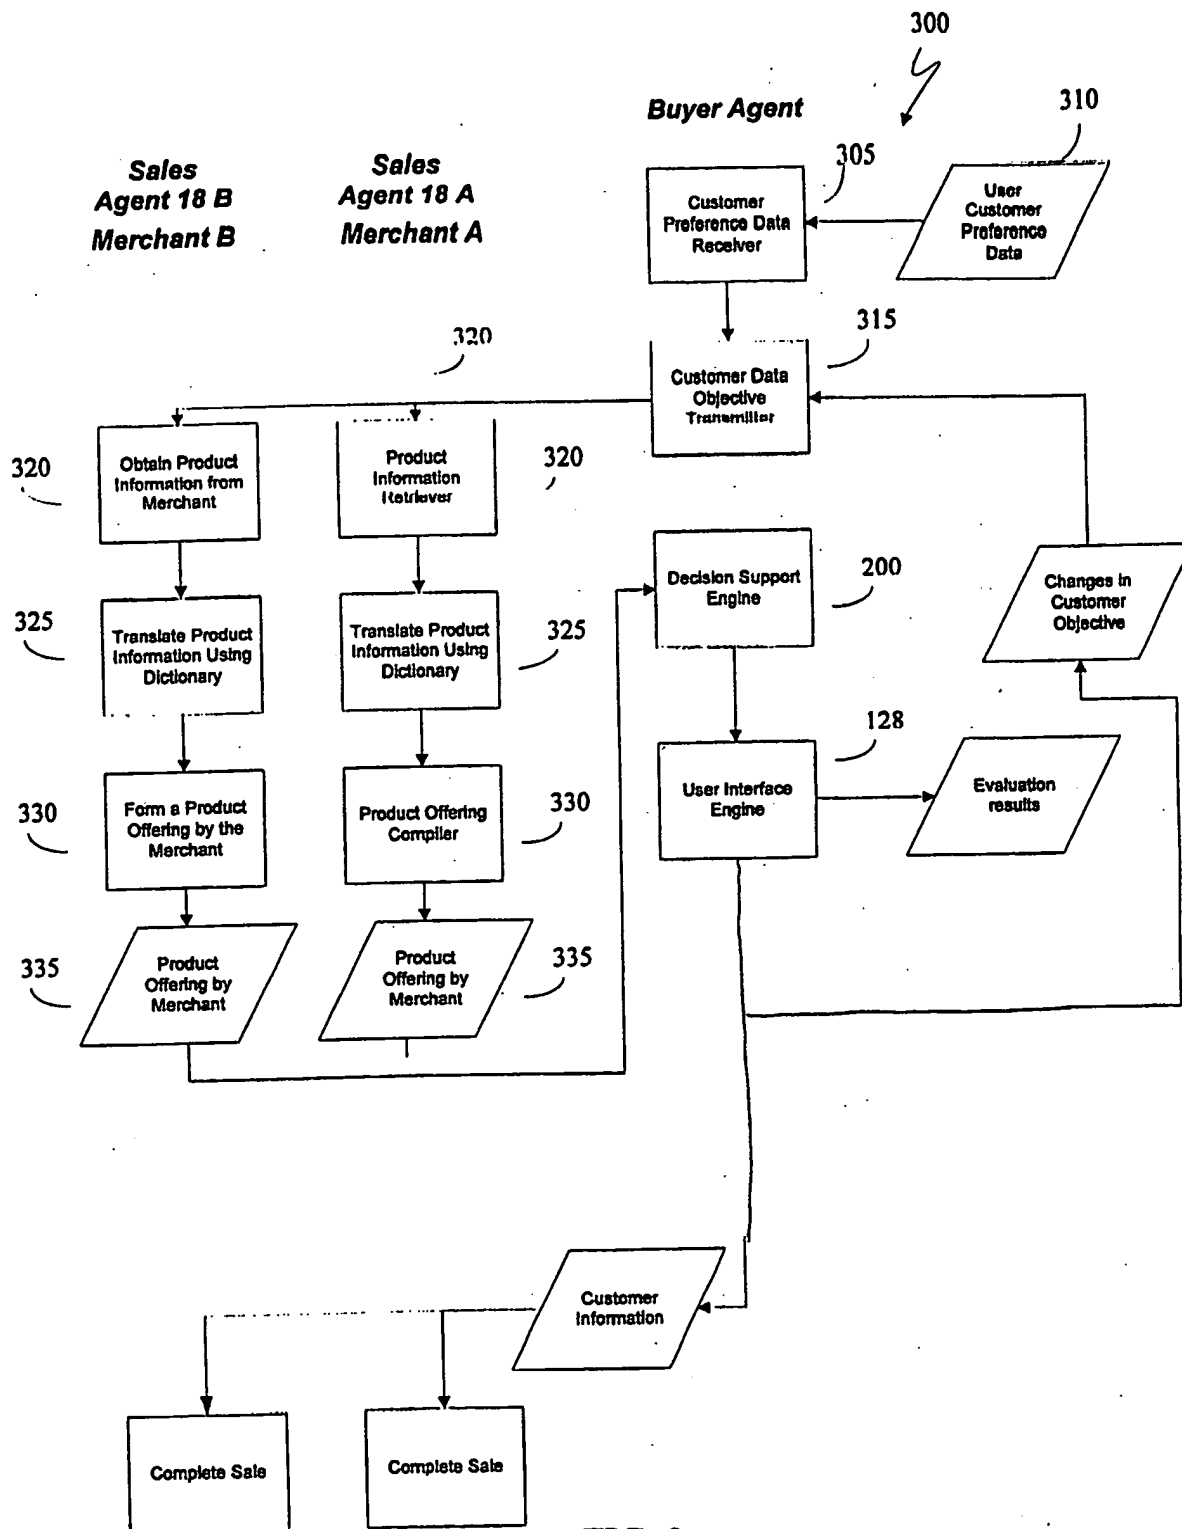 300
Buyer Agent
310
305
Sales
Agent 18 B
Merchant B
Sales
Agent 18 A
Merchant A
Customer
Preference Data
Receiver
User
Customer
Preference
Data
315
320
Customer Data
Objective
Transmitter
320
Obtain Product
Information from
Merchant
Product
Information
Retriever
320
Decision Support
Engine
200
Changes in
Customer
Objective
325
Translate Product
Information Using
Dictionary
Translate Product
Information Using
Dictionary
325
128
User Interface
Engine
Evaluation
results
330
Form a Product
Offering by the
Merchant
Product Offering
Compiler
330
335
Product
Offering by
Merchant
Product
Offering by
Merchant
335
Customer
Information
Complete Sale
Complete Sale